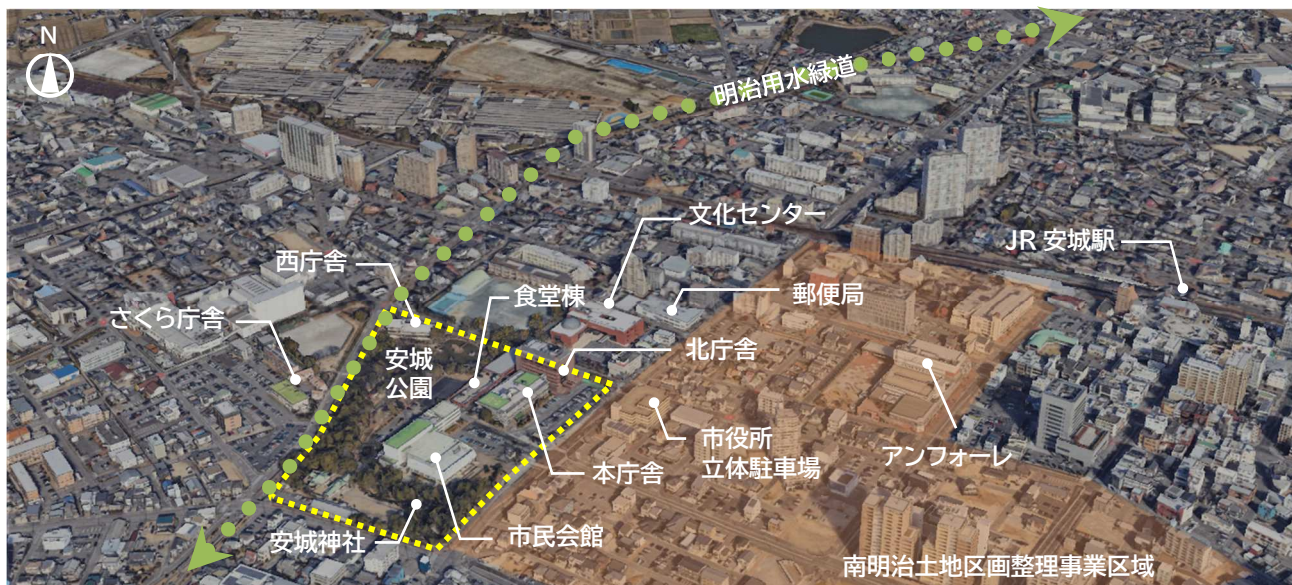 N
明治用水緑道
文化センター
JR 安城駅
西庁舎
食堂棟
郵便局
さくら庁舎
安城
公園
北庁舎
市役所
立体駐車場
アンフォーレ
本庁舎
安城神社
市民会館
南明治土地区画整理事業区域